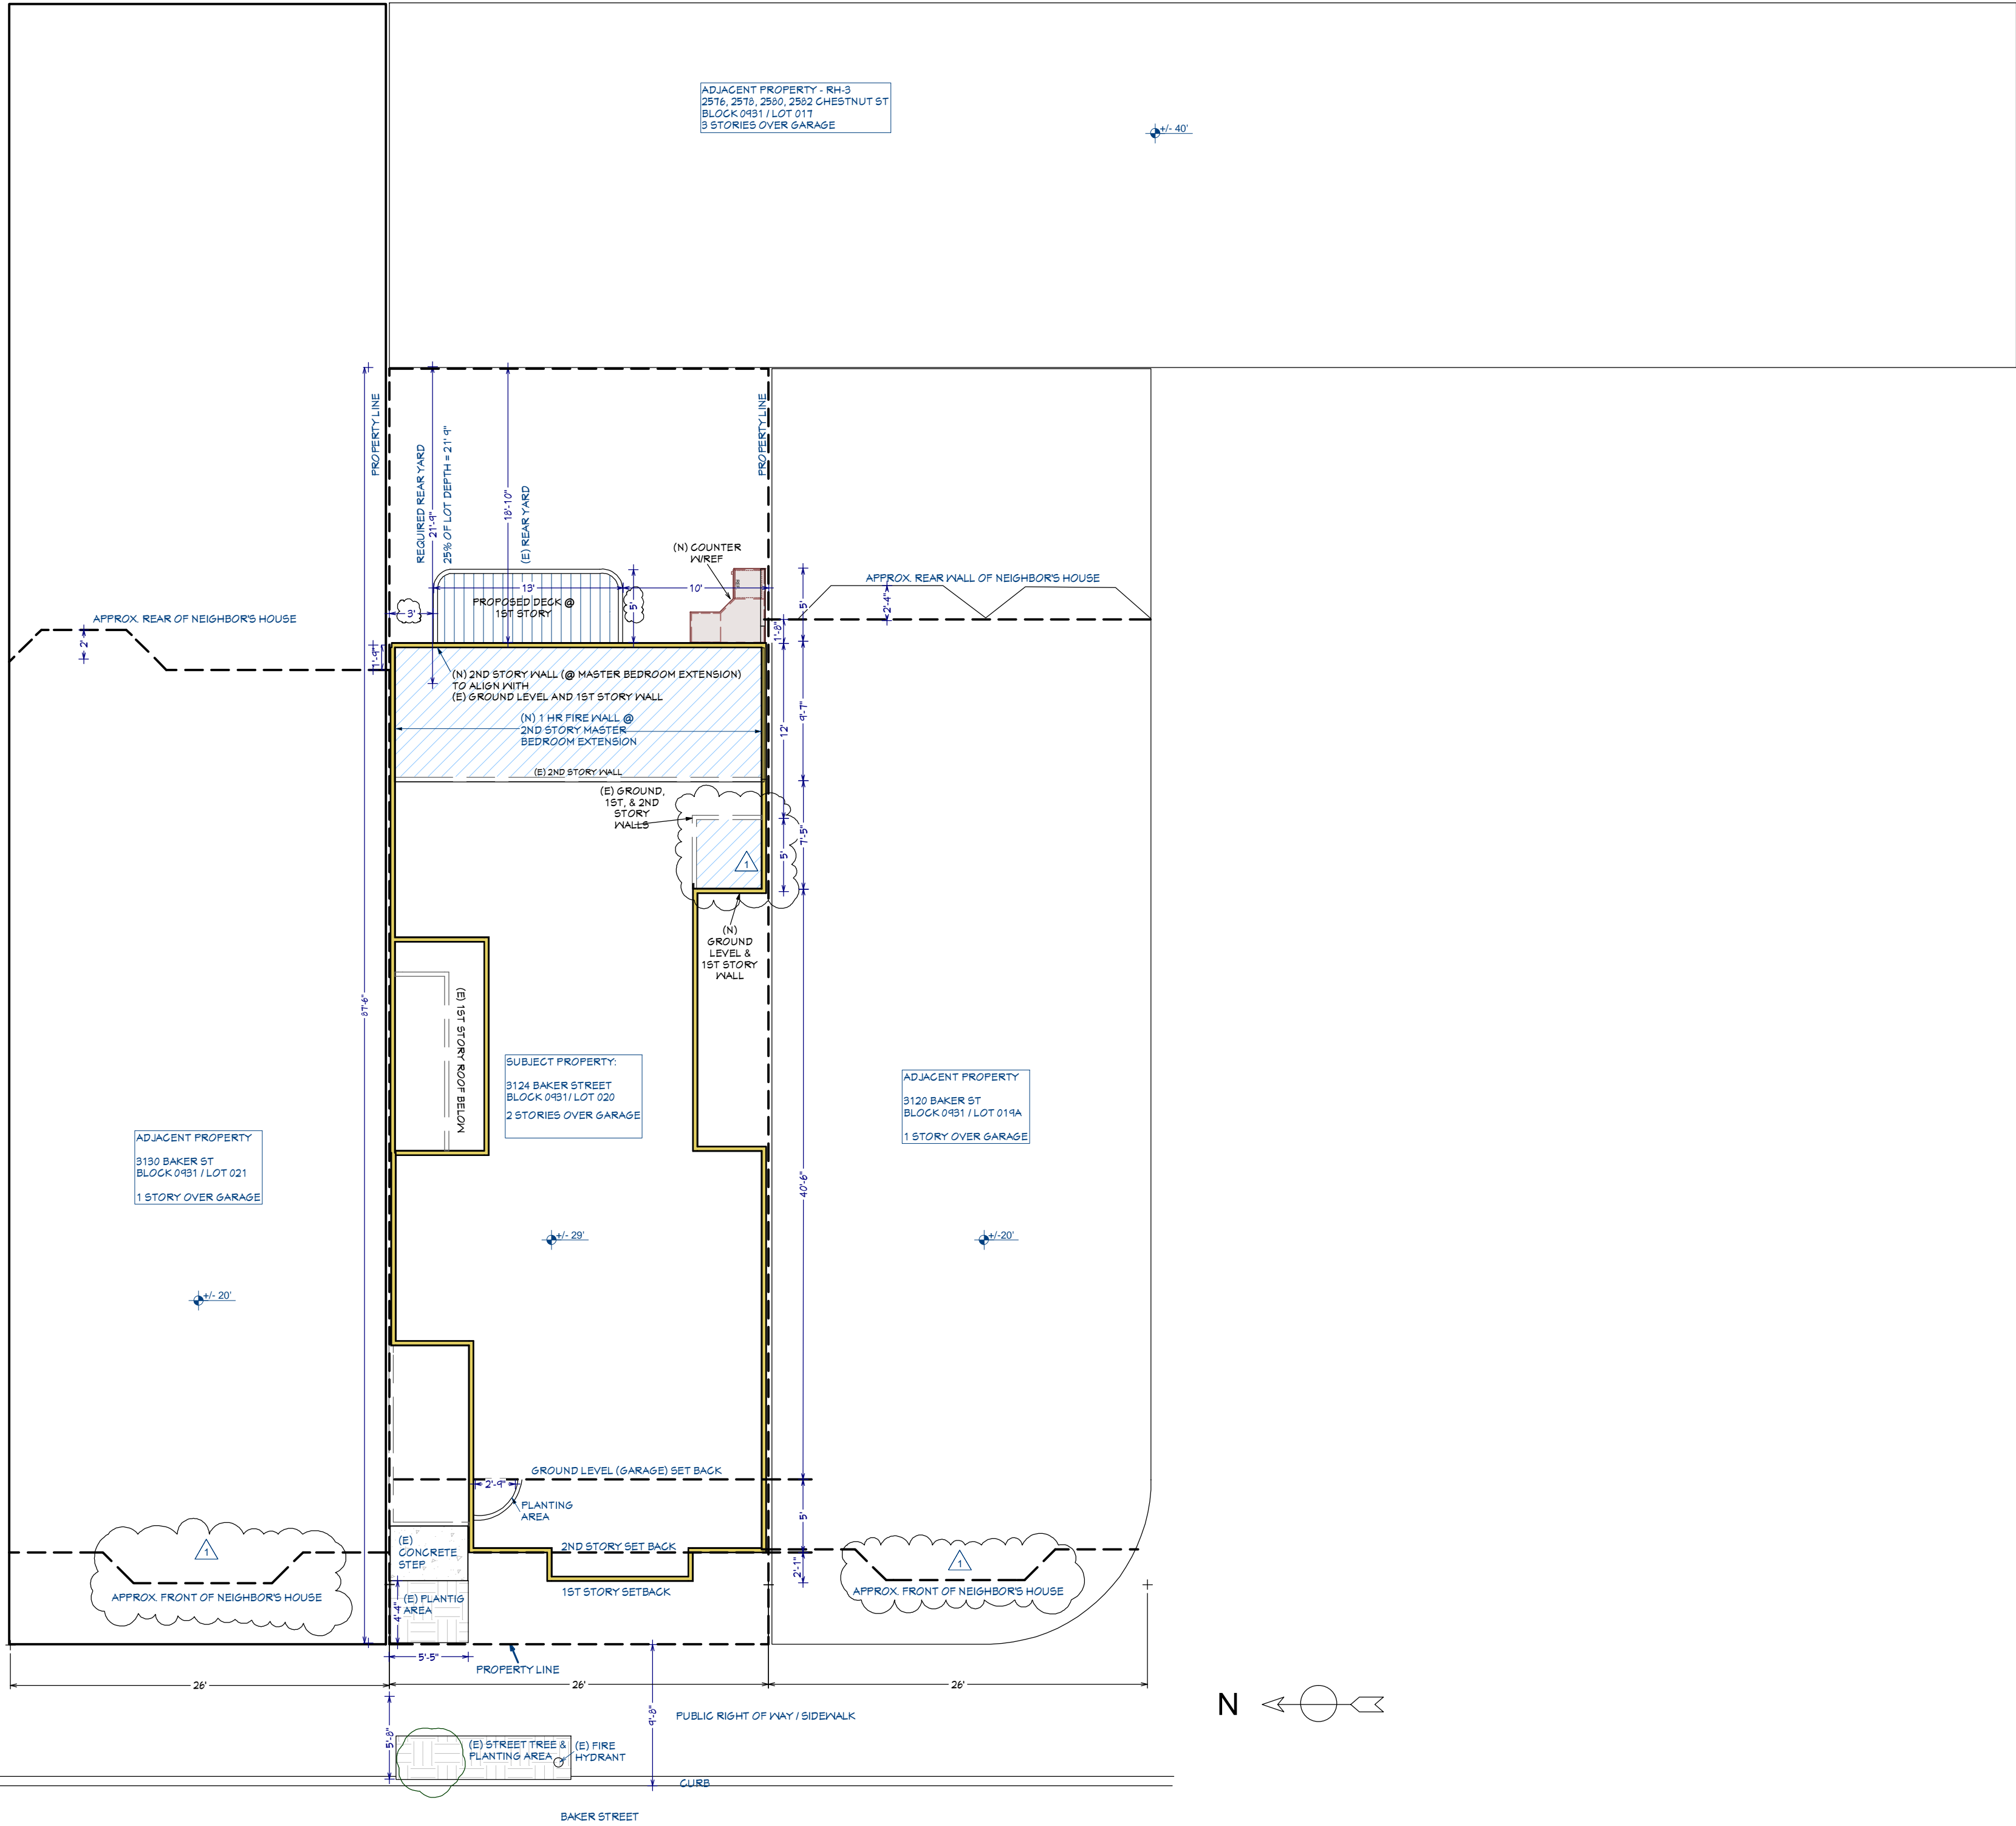 ADJACENT PROPERTY - RH-3
2576, 2578, 2580, 2582 CHESTNUT ST
BLOCK 0931 / LOT 017
3 STORIES OVER GARAGE
+/- 40'
PROPERTY LINE
REQUIRED REAR YARD
21'-9"
25% OF LOT DEPTH = 21' 9"
18'-10"
(E) REAR YARD
PROPERTY LINE
(N) COUNTER
W/REF
13'
10'
3'
PROPOSED DECK @
1ST STORY
5'
5'
APPROX. REAR WALL OF NEIGHBOR'S HOUSE
2'-4"
1'-8"
APPROX. REAR OF NEIGHBOR'S HOUSE
2'
1'-9"
(N) 2ND STORY WALL (@ MASTER BEDROOM EXTENSION)
TO ALIGN WITH
(E) GROUND LEVEL AND 1ST STORY WALL
(N) 1 HR FIRE WALL @
2ND STORY MASTER
BEDROOM EXTENSION
12'
9'-7"
(E) 2ND STORY WALL
(E) GROUND,
1ST, & 2ND
STORY
WALLS
1
5'
7'-5"
(N)
GROUND
LEVEL &
1ST STORY
WALL
87'-6"
(E) 1ST STORY ROOF BELOW
SUBJECT PROPERTY:
3124 BAKER STREET
BLOCK 0931/ LOT 020
2 STORIES OVER GARAGE
ADJACENT PROPERTY
3120 BAKER ST
BLOCK 0931 / LOT 019A
1 STORY OVER GARAGE
ADJACENT PROPERTY
3130 BAKER ST
BLOCK 0931 / LOT 021
1 STORY OVER GARAGE
40'-6"
+/- 29'
+/-20'
+/- 20'
GROUND LEVEL (GARAGE) SET BACK
2'-9"
PLANTING
AREA
5'
(E)
CONCRETE
STEP
2ND STORY SET BACK
2'-1"
1ST STORY SETBACK
1
APPROX. FRONT OF NEIGHBOR'S HOUSE
1
APPROX. FRONT OF NEIGHBOR'S HOUSE
4'-4"
(E) PLANTIG
AREA
5'-5"
PROPERTY LINE
26'
26'
26'
N
5'-8"
9'-8"
PUBLIC RIGHT OF WAY / SIDEWALK
(E) STREET TREE &
PLANTING AREA
(E) FIRE
HYDRANT
CURB
BAKER STREET